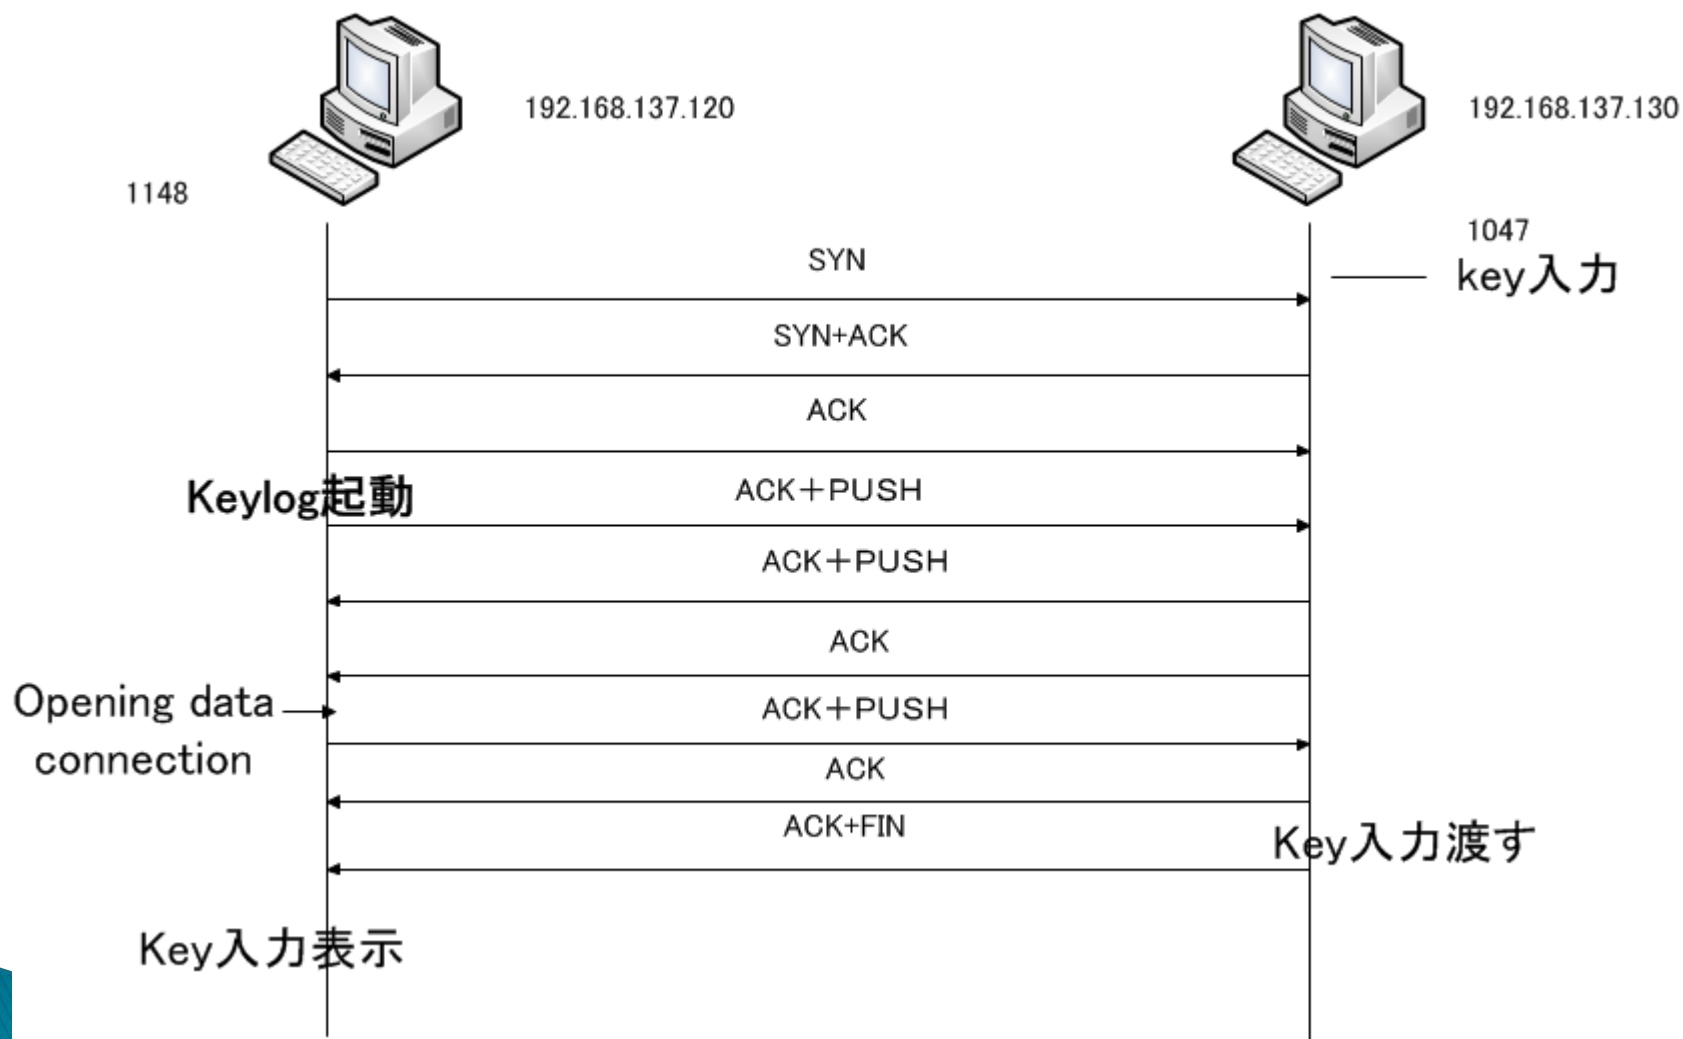 192.168.137.120
192.168.137.130
1148
1047
SYN
key入力
SYN+ACK
ACK
Keylog起動
ACK＋PUSH
ACK＋PUSH
ACK
Opening data
connection
ACK＋PUSH
ACK
ACK+FIN
Key入力渡す
Key入力表示